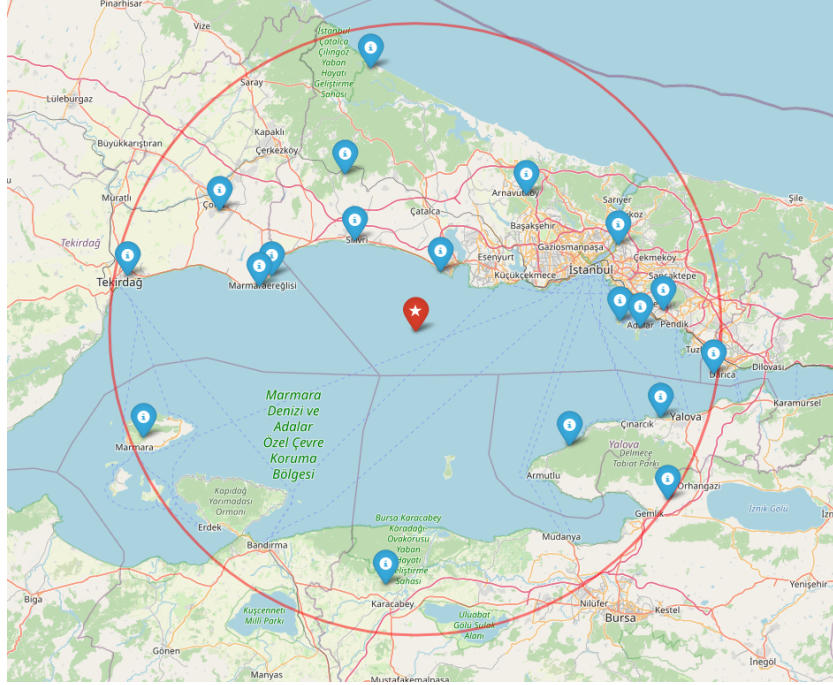 Pınarhisar
Vize
İstanbul
Çatalca
Çilingoz
Yaban
Hayatı
Geliştirme
Sahası
Saray
Lüleburgaz
Kapaklı
Büyükkarıştıran
Çerkezköy
Muratlı
Arnavutköy
Sarıyer
Şile
Çatalca
Başakşehir
Tekirdağ
Silivri
Gaziosmanpaşa
Esenyurt
Çekmeköy
Küçükçekmece
İstanbul
Sancaktepe
Tekirdağ
Marmaraereğlisi
Adalar
Pendik
Darıca
Dilovası
Marmara
Denizi ve
Adalar
Özel Çevre
Koruma
Bölgesi
Karamürsel
Yalova
Çınarcık
Marmara
Yalova
Delmece
Tabiat Parkı
Armutlu
Orhangazi
Kapıdağ
Yarımadası
Ormanı
İznik Gölü
Gemlik
Erdek
Bursa Karacabey
Karadağı-
Ovakorusu
Yaban
Hayatı
Geliştirme
Sahası
Mudanya
Bandırma
Yenişehir
Biga
Karacabey
Nilüfer
Kestel
Kuşcenneti
Milli Parkı
Uluabat
Gölü Sulak
Alanı
Bursa
Gönen
İnegöl
Manyas
Mustafakemalpaşa